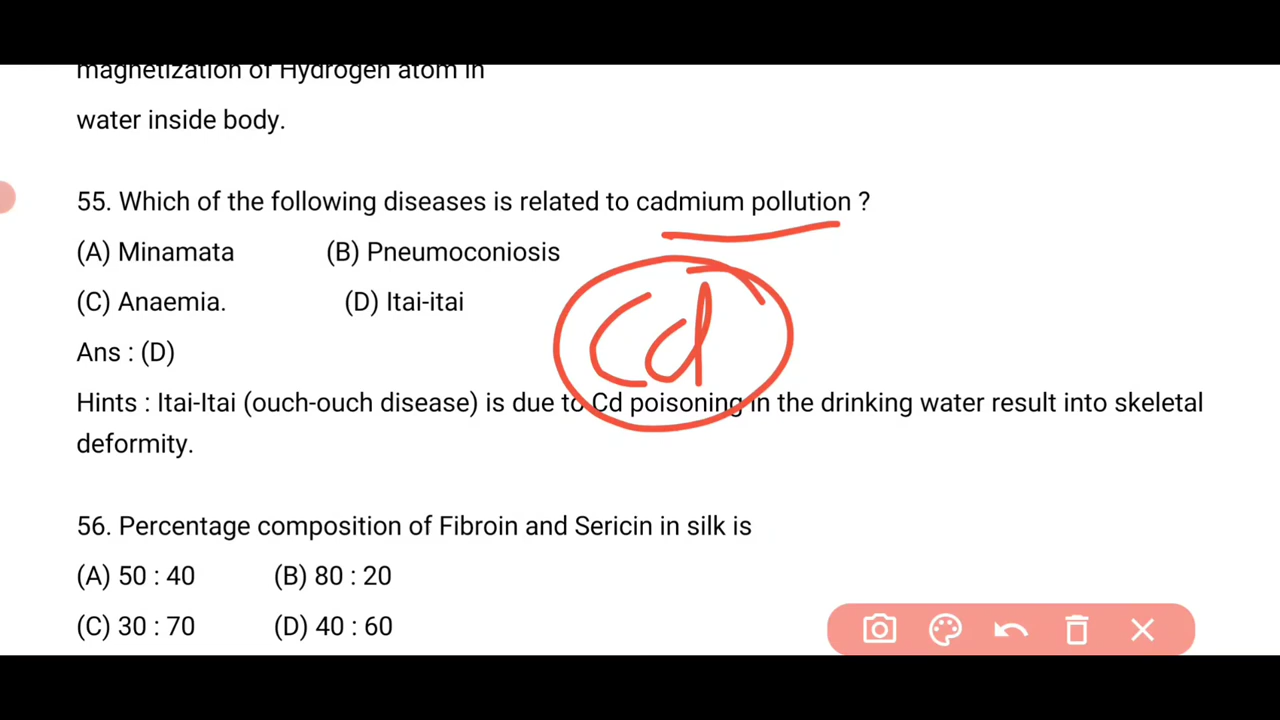 magnetization of Hydrogen atom in
water inside body.
55. Which of the following diseases is related to cadmium pollution ?
(A) Minamata (B) Pneumoconiosis
(C) Anaemia. (D) Itai-itai
Cd
Ans : (D)
Hints : Itai-Itai (ouch-ouch disease) is due to Cd poisoning in the drinking water result into skeletal
deformity.
56. Percentage composition of Fibroin and Sericin in silk is
(A) 50 : 40 (B) 80 : 20
(C) 30 : 70 (D) 40 : 60